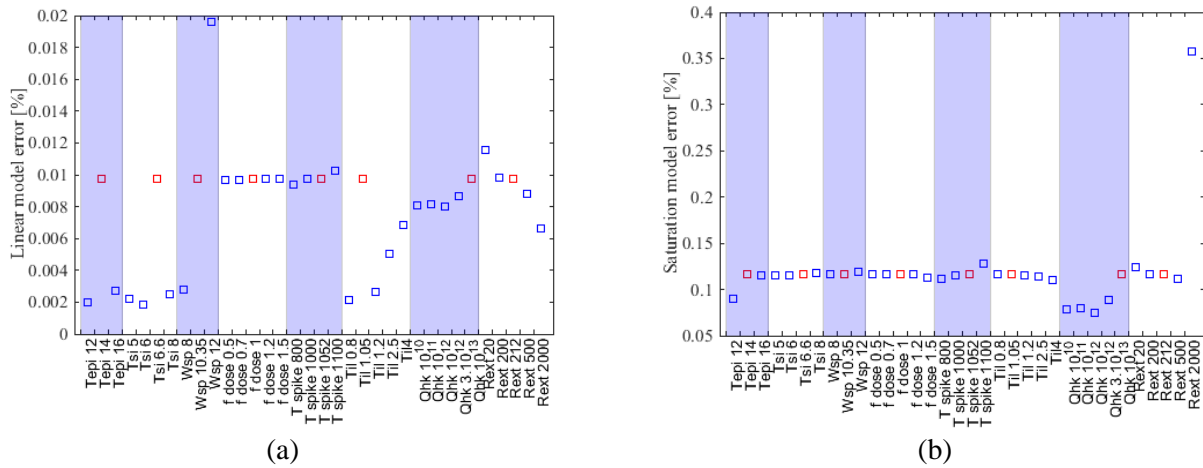 Linear model error [%]
0.02
0.018
0.016
0.014
0.012
0.01
0.008
0.006
0.004
0.002
0
Tepi 12
Tepi 14
Tepi 16
Tsi 5
Tsi 6
Tsi 6.6
Tsi 8
Wsp 8
Wsp 10.35
Wsp 12
f dose 0.5
f dose 0.7
f dose 1
f dose 1.2
f dose 1.5
T spike 800
T spike 1000
T spike 1052
T spike 1100
Til 0.8
Til 1.05
Til 1.2
Til 2.5
Til4
Qhk 10^10
Qhk 10^11
Qhk 10^12
Qhk 3.10^12
Qhk 10^13
Rext 20
Rext 200
Rext 212
Rext 500
Rext 2000
(a)
Saturation model error [%]
0.4
0.35
0.3
0.25
0.2
0.15
0.1
0.05
Tepi 12
Tepi 14
Tepi 16
Tsi 5
Tsi 6
Tsi 6.6
Tsi 8
Wsp 8
Wsp 10.35
Wsp 12
f dose 0.5
f dose 0.7
f dose 1
f dose 1.2
f dose 1.5
T spike 800
T spike 1000
T spike 1052
T spike 1100
Til 0.8
Til 1.05
Til 1.2
Til 2.5
Til4
Qhk 10^10
Qhk 10^11
Qhk 10^12
Qhk 3.10^12
Qhk 10^13
Rext 20
Rext 200
Rext 212
Rext 500
Rext 2000
(b)